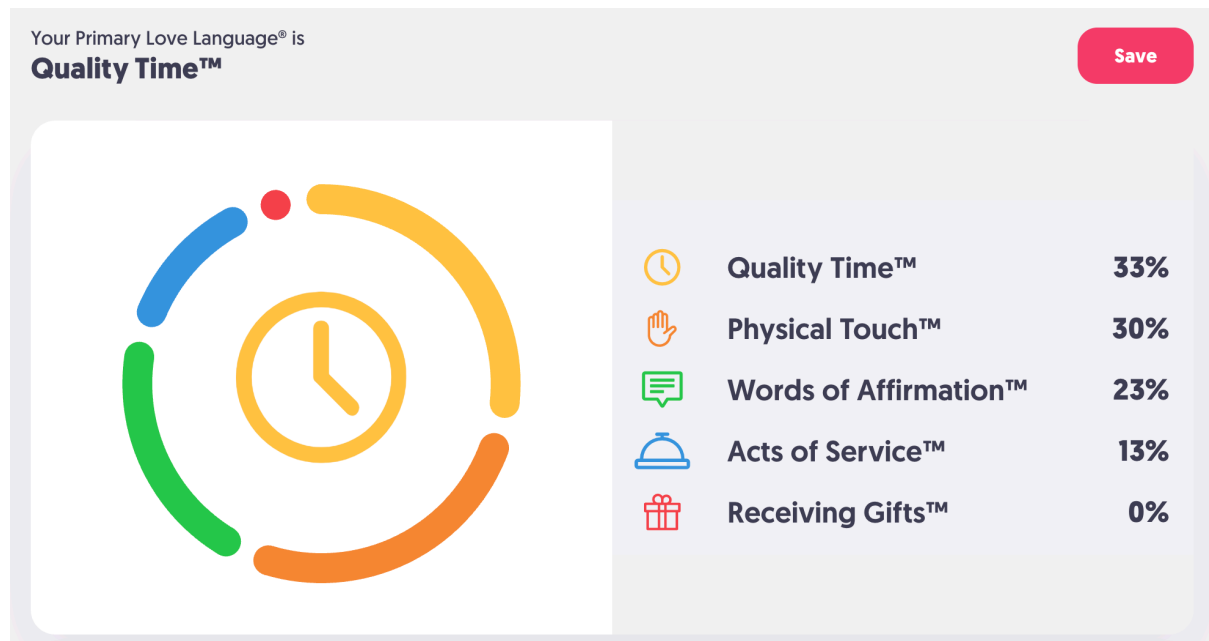 Your Primary Love Language® is
Quality Time™
Save
Quality Time™ 33%
Physical Touch™ 30%
Words of Affirmation™ 23%
Acts of Service™ 13%
Receiving Gifts™ 0%